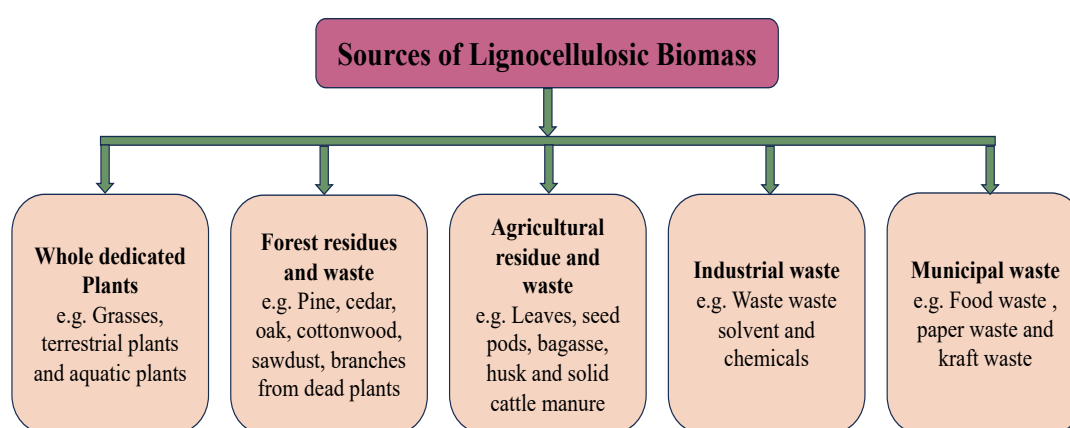 Sources of Lignocellulosic Biomass
Whole dedicated
Plants
e.g. Grasses,
terrestrial plants
and aquatic plants
Forest residues
and waste
e.g. Pine, cedar,
oak, cottonwood,
sawdust, branches
from dead plants
Agricultural
residue and
waste
e.g. Leaves, seed
pods, bagasse,
husk and solid
cattle manure
Industrial waste
e.g. Waste waste
solvent and
chemicals
Municipal waste
e.g. Food waste ,
paper waste and
kraft waste